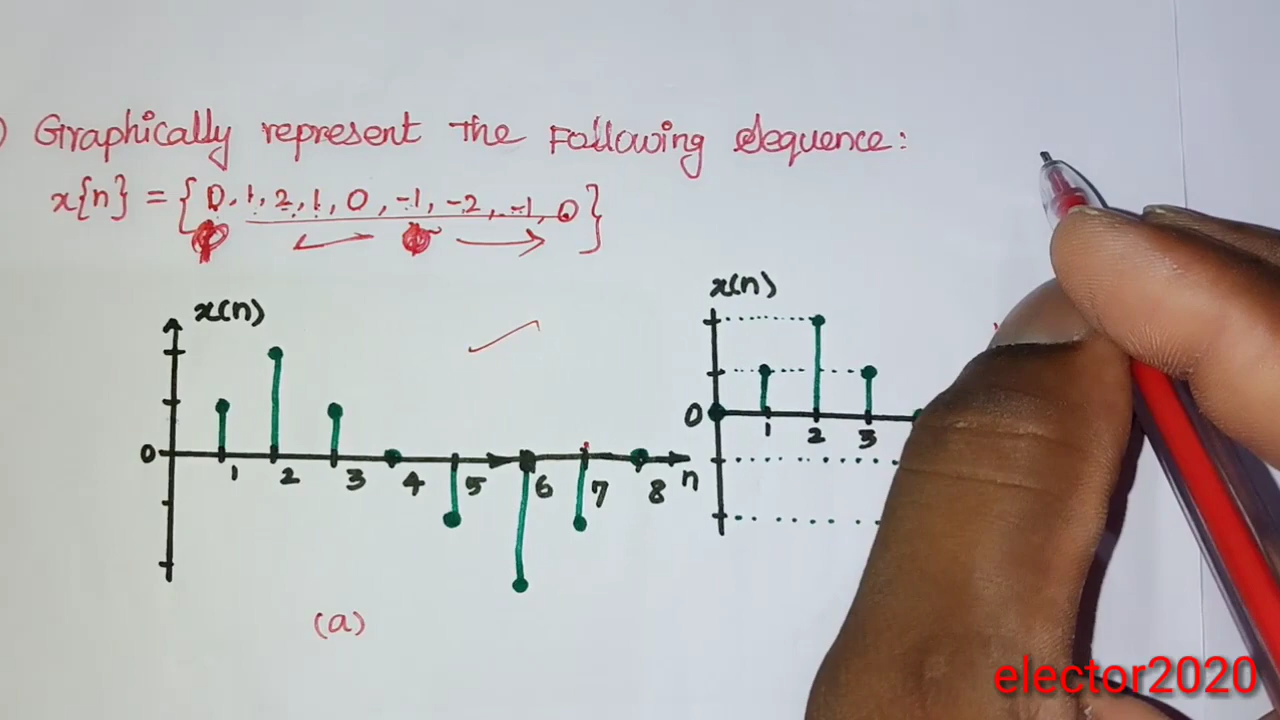 ) Graphically represent the Following Sequence:
x{n} = { 0, 1, 2, 1, 0, -1, -2, -1, 0 }
x(n)
0 1 2 3 4 5 6 7 8 n
(a)
x(n)
0 1 2 3
elector2020